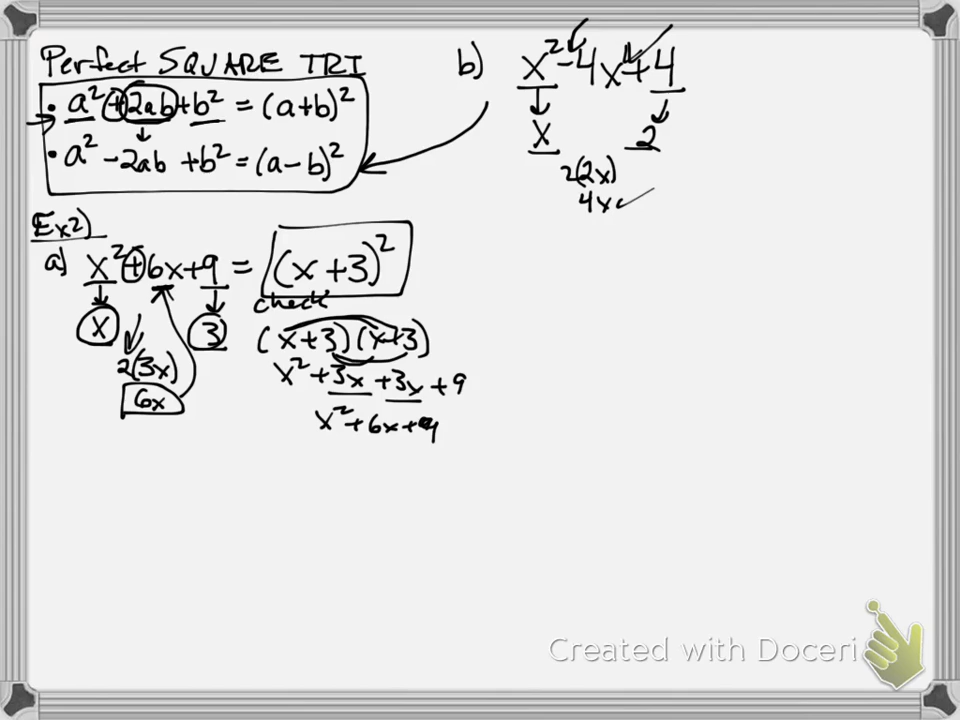 Perfect SQUARE TRI
• a² + 2ab + b² = (a+b)²
• a² - 2ab + b² = (a-b)²
Ex2)
a) x² + 6x + 9 = (x+3)²
x 3
2(3x)
6x
check
(x+3)(x+3)
x² + 3x + 3x + 9
x² + 6x + 9
b) x² - 4x + 4
x 2
2(2x)
4x
Created with Doceri